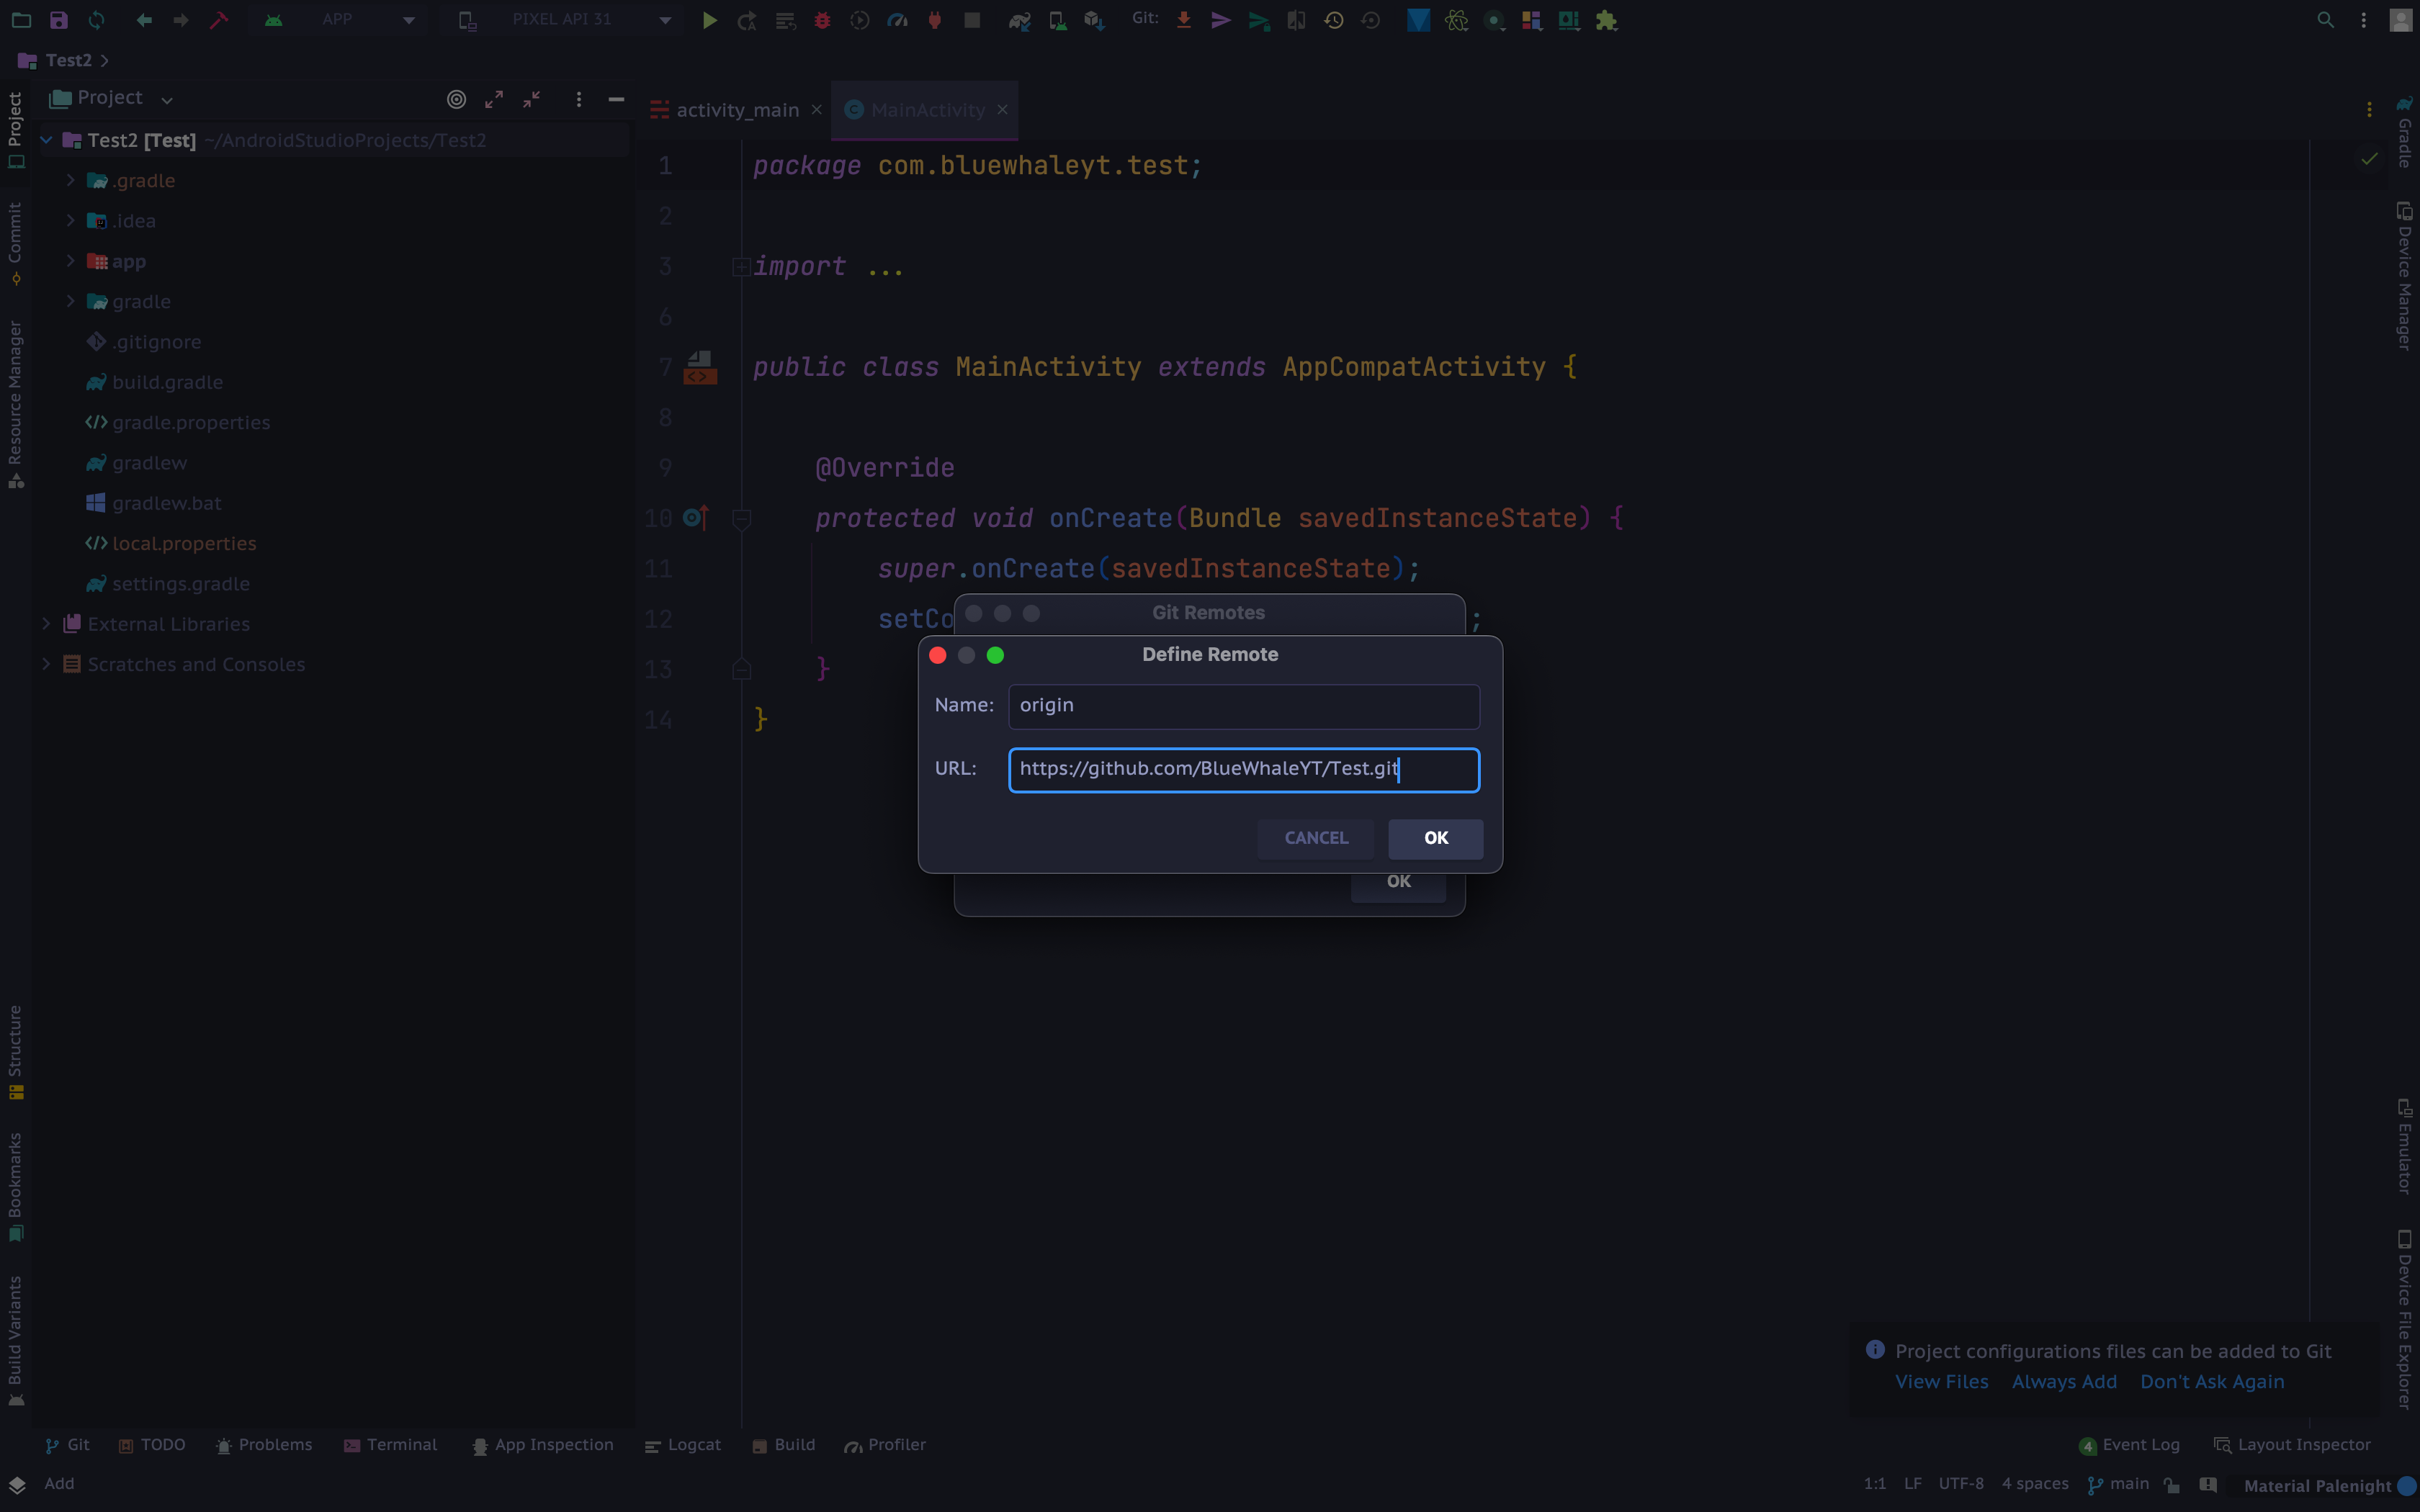 APP
PIXEL API 31
Git:
Test2
Project
activity_main
MainActivity
Test2 [Test] ~/AndroidStudioProjects/Test2
.gradle
.idea
app
gradle
.gitignore
build.gradle
gradle.properties
gradlew
gradlew.bat
local.properties
settings.gradle
External Libraries
Scratches and Consoles
Project
Commit
Resource Manager
Structure
Bookmarks
Build Variants
1 package com.bluewhaleyt.test;
2
3 import ...
6
7 public class MainActivity extends AppCompatActivity {
8
9 @Override
10 protected void onCreate(Bundle savedInstanceState) {
11 super.onCreate(savedInstanceState);
12 setCo ;
13 }
14 }
Git Remotes
Define Remote
Name: origin
URL: https://github.com/BlueWhaleYT/Test.git
CANCEL OK
OK
Gradle
Device Manager
Emulator
Device File Explorer
Project configurations files can be added to Git
View Files Always Add Don't Ask Again
Git TODO Problems Terminal App Inspection Logcat Build Profiler
4 Event Log Layout Inspector
Add
1:1 LF UTF-8 4 spaces main Material Palenight